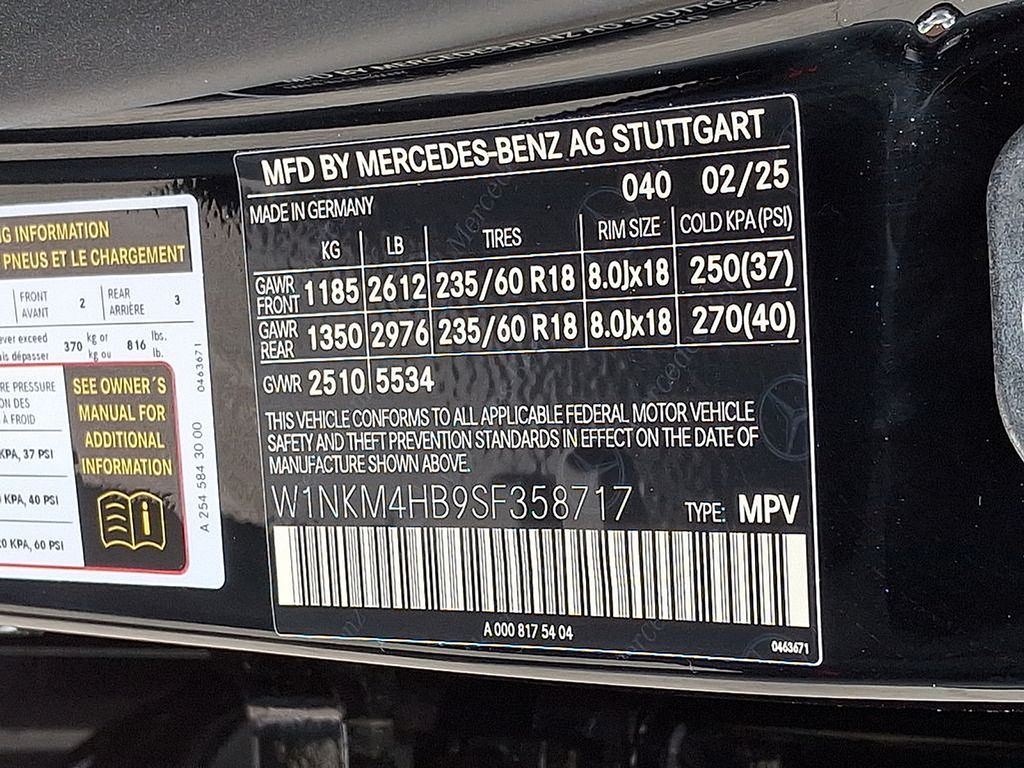 MFD BY MERCEDES-BENZ AG STUTTGART
040 02/25
MADE IN GERMANY
KG LB TIRES RIM SIZE COLD KPA (PSI)
GAWR FRONT 1185 2612 235/60 R18 8.0Jx18 250(37)
GAWR REAR 1350 2976 235/60 R18 8.0Jx18 270(40)
GVWR 2510 5534
THIS VEHICLE CONFORMS TO ALL APPLICABLE FEDERAL MOTOR VEHICLE
SAFETY AND THEFT PREVENTION STANDARDS IN EFFECT ON THE DATE OF
MANUFACTURE SHOWN ABOVE.
W1NKM4HB9SF358717 TYPE: MPV
A 000 817 54 04
0463671
INFORMATION
PNEUS ET LE CHARGEMENT
FRONT 2 REAR 3
AVANT ARRIÈRE
exceed 370 kg or 816 lbs.
dépasser kg ou lb.
PRESSURE
DES
À FROID
KPA, 37 PSI
KPA, 40 PSI
KPA, 60 PSI
SEE OWNER'S
MANUAL FOR
ADDITIONAL
INFORMATION
i
A 254 584 30 00
0463671